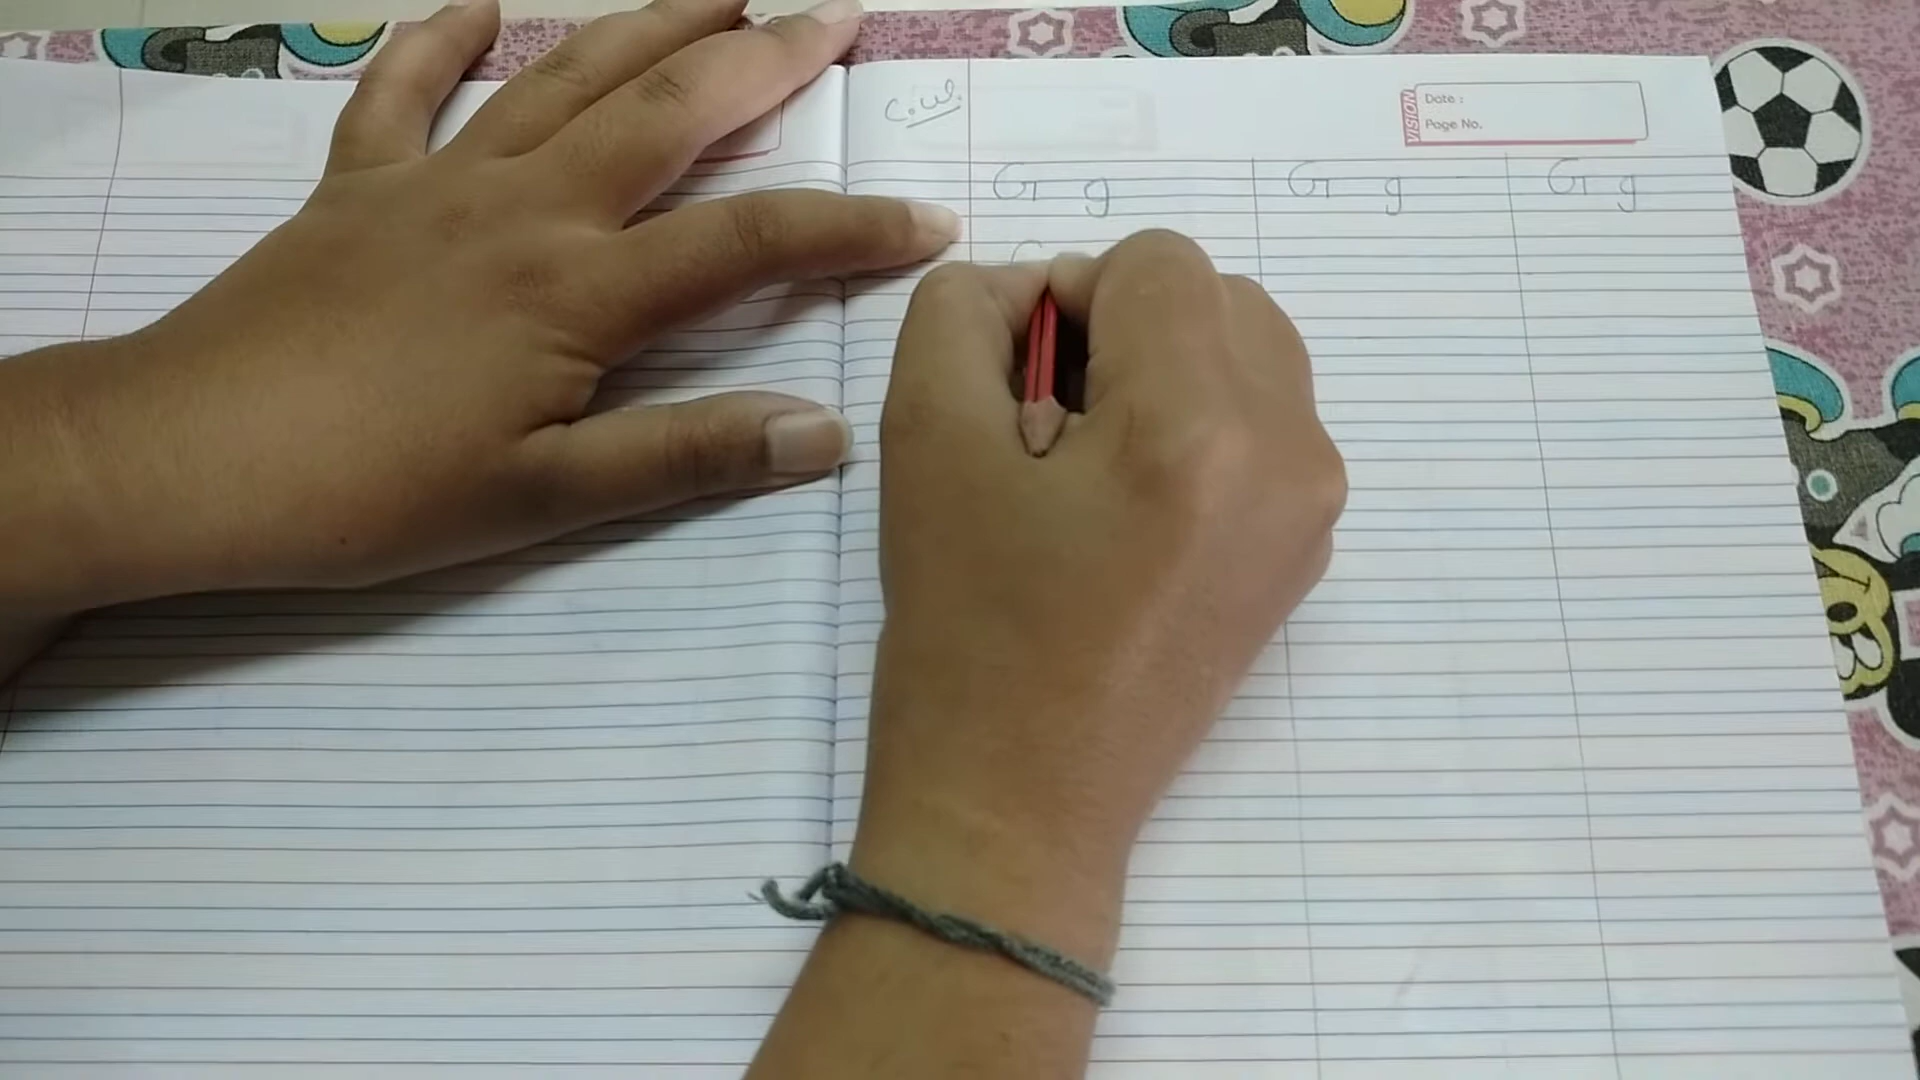 C.W.
VISION
Date :
Page No.
G g G g G g
G